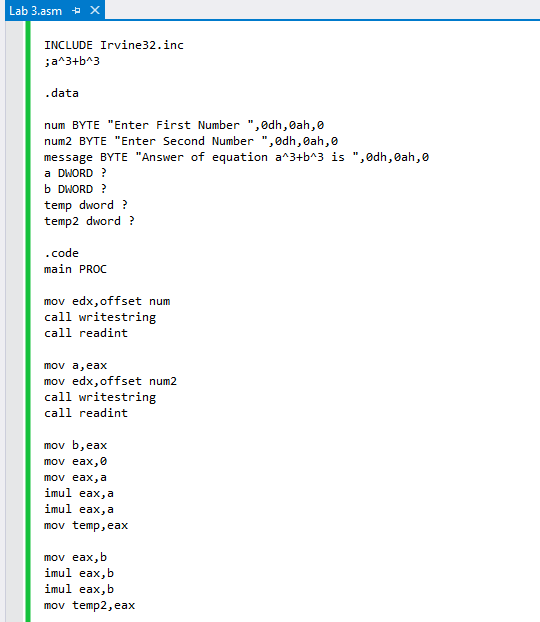 Lab 3.asm
INCLUDE Irvine32.inc
;a^3+b^3
.data
num BYTE "Enter First Number ",0dh,0ah,0
num2 BYTE "Enter Second Number ",0dh,0ah,0
message BYTE "Answer of equation a^3+b^3 is ",0dh,0ah,0
a DWORD ?
b DWORD ?
temp dword ?
temp2 dword ?
.code
main PROC
mov edx,offset num
call writestring
call readint
mov a,eax
mov edx,offset num2
call writestring
call readint
mov b,eax
mov eax,0
mov eax,a
imul eax,a
imul eax,a
mov temp,eax
mov eax,b
imul eax,b
imul eax,b
mov temp2,eax